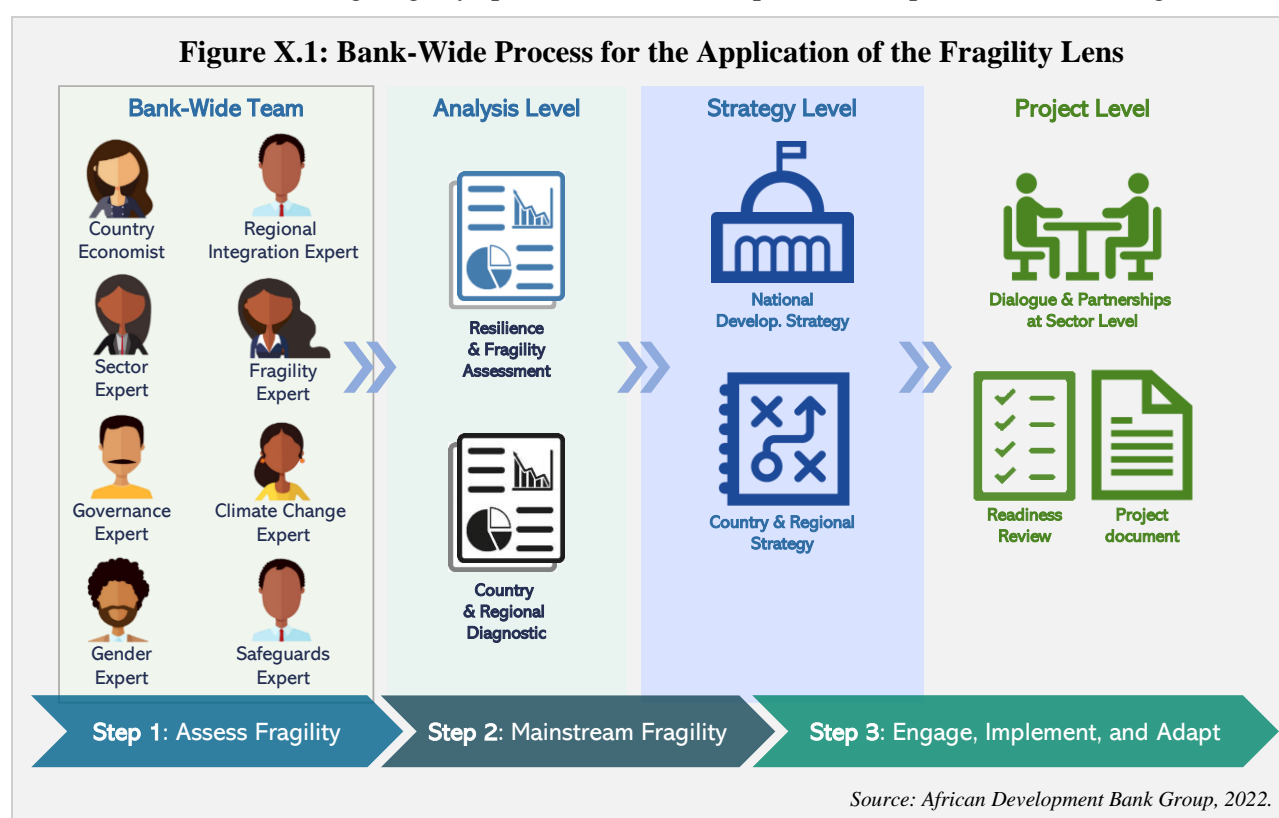 Figure X.1: Bank-Wide Process for the Application of the Fragility Lens
Bank-Wide Team
Country
Economist
Regional
Integration Expert
Sector
Expert
Fragility
Expert
Governance
Expert
Climate Change
Expert
Gender
Expert
Safeguards
Expert
Analysis Level
Resilience
& Fragility
Assessment
Country
& Regional
Diagnostic
Strategy Level
National
Develop. Strategy
Country & Regional
Strategy
Project Level
Dialogue & Partnerships
at Sector Level
Readiness
Review
Project
document
Step 1: Assess Fragility
Step 2: Mainstream Fragility
Step 3: Engage, Implement, and Adapt
Source: African Development Bank Group, 2022.